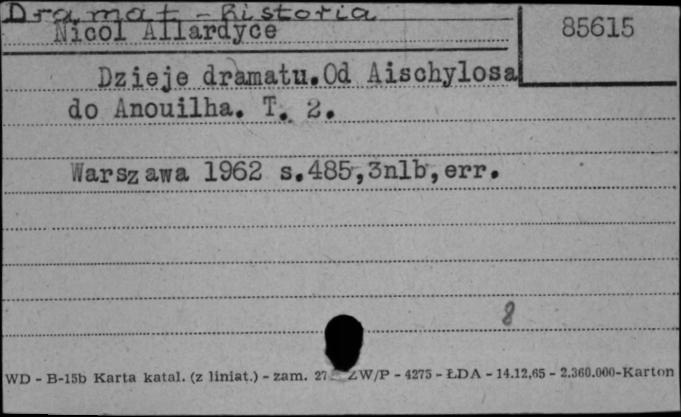 Dramat - historia
85615
Nicol Allardyce
Dzieje dramatu.Od Aischylosa
do Anouilha. T. 2.
Warszawa 1962 s.485,3nlb,err.
8
WD - B-15b Karta katal. (z liniat.) - zam. 27 ZW/P - 4275 - ŁDA - 14.12.65 - 2.360.000-Karton